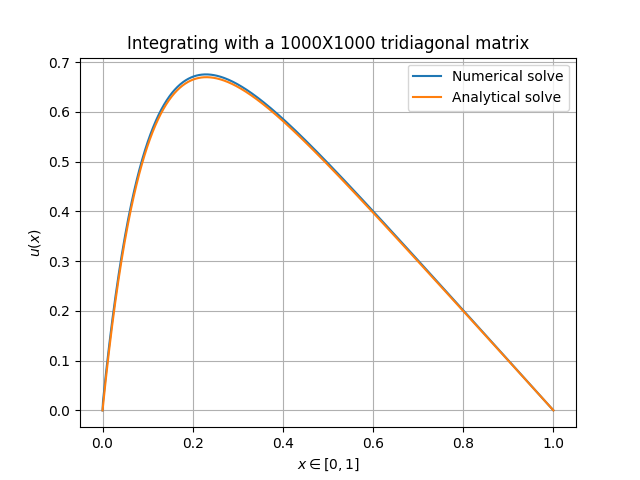 Integrating with a 1000X1000 tridiagonal matrix
Numerical solve
Analytical solve
0.7
0.6
0.5
0.4
0.3
0.2
0.1
0.0
u(x)
0.0 0.2 0.4 0.6 0.8 1.0
x ∈ [0, 1]